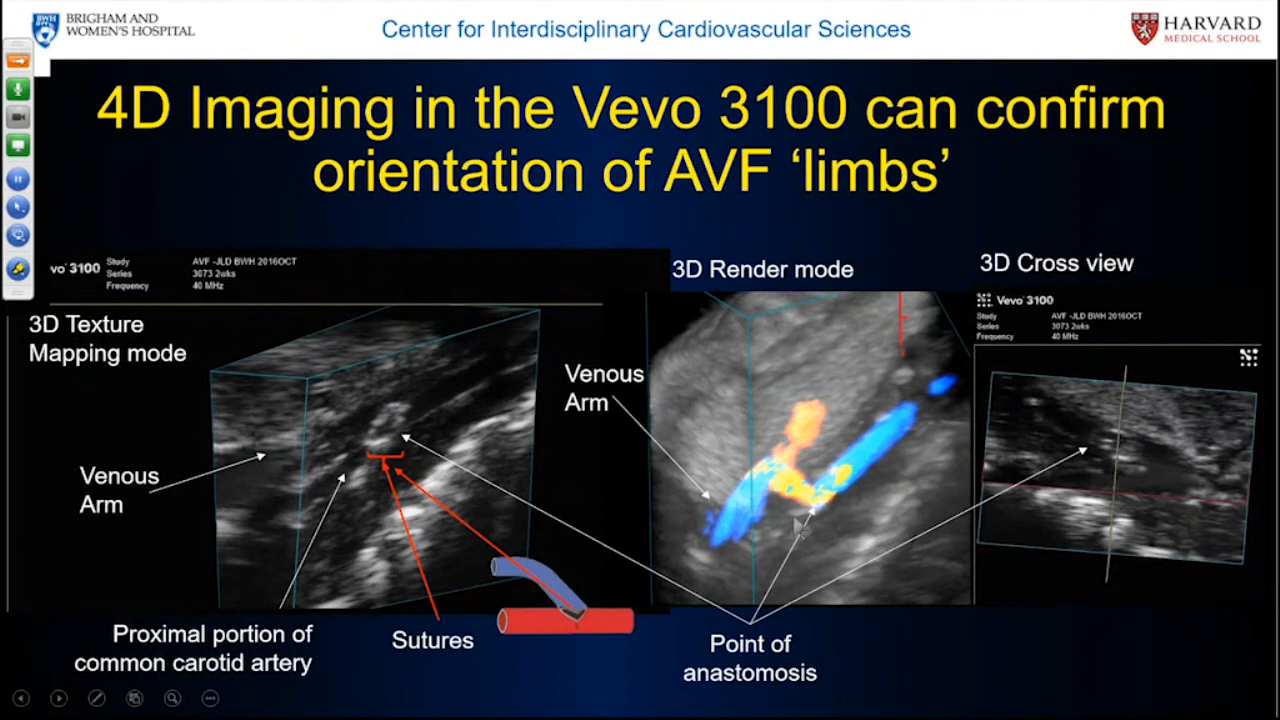 BRIGHAM AND
WOMEN'S HOSPITAL
BWH
Center for Interdisciplinary Cardiovascular Sciences
HARVARD
MEDICAL SCHOOL
4D Imaging in the Vevo 3100 can confirm
orientation of AVF ‘limbs’
vo 3100
Study AVF -JLD BWH 2016OCT
Series 3073 2wks
Frequency 40 MHz
3D Texture
Mapping mode
Venous
Arm
Proximal portion of
common carotid artery
Sutures
3D Render mode
Venous
Arm
Point of
anastomosis
3D Cross view
Vevo 3100
Study AVF -JLD BWH 2016OCT
Series 3073 2wks
Frequency 40 MHz